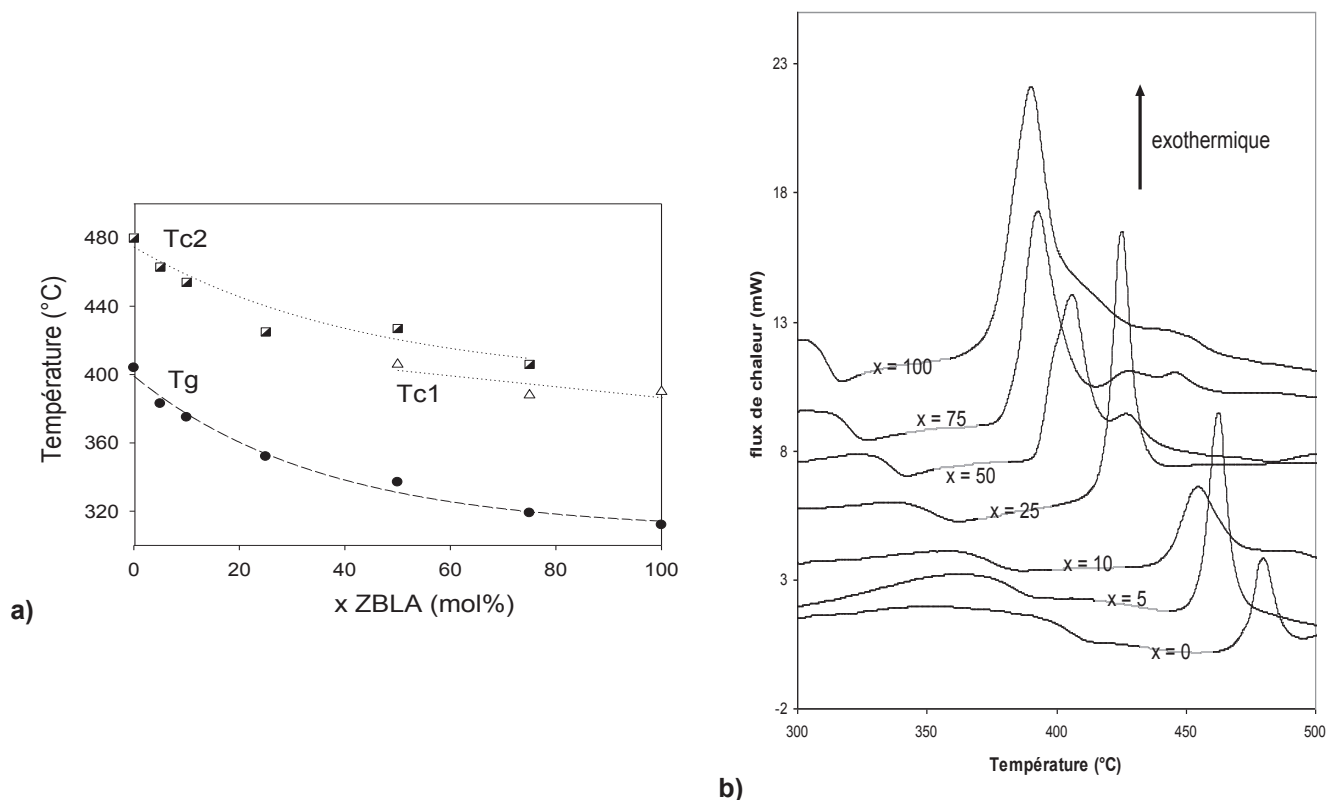 480
440
400
360
320
Température (°C)
Tc2
Tc1
Tg
0
20
40
60
80
100
x ZBLA (mol%)
a)
23
18
13
8
3
-2
flux de chaleur (mW)
exothermique
x = 100
x = 75
x = 50
x = 25
x = 10
x = 5
x = 0
300
350
400
450
500
Température (°C)
b)